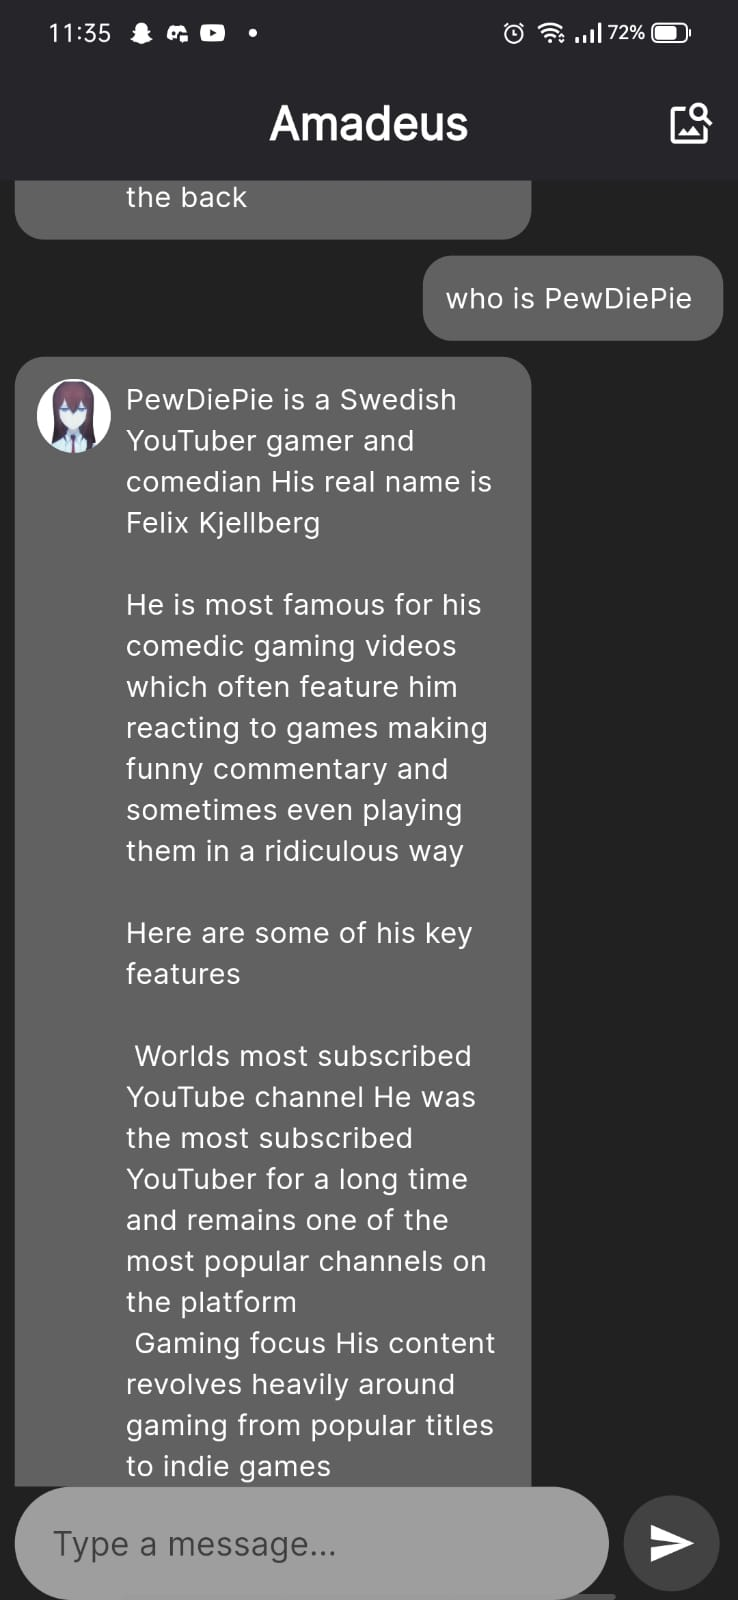 11:35
72%
Amadeus
the back
who is PewDiePie
PewDiePie is a Swedish
YouTuber gamer and
comedian His real name is
Felix Kjellberg
He is most famous for his
comedic gaming videos
which often feature him
reacting to games making
funny commentary and
sometimes even playing
them in a ridiculous way
Here are some of his key
features
Worlds most subscribed
YouTube channel He was
the most subscribed
YouTuber for a long time
and remains one of the
most popular channels on
the platform
Gaming focus His content
revolves heavily around
gaming from popular titles
to indie games
Type a message...